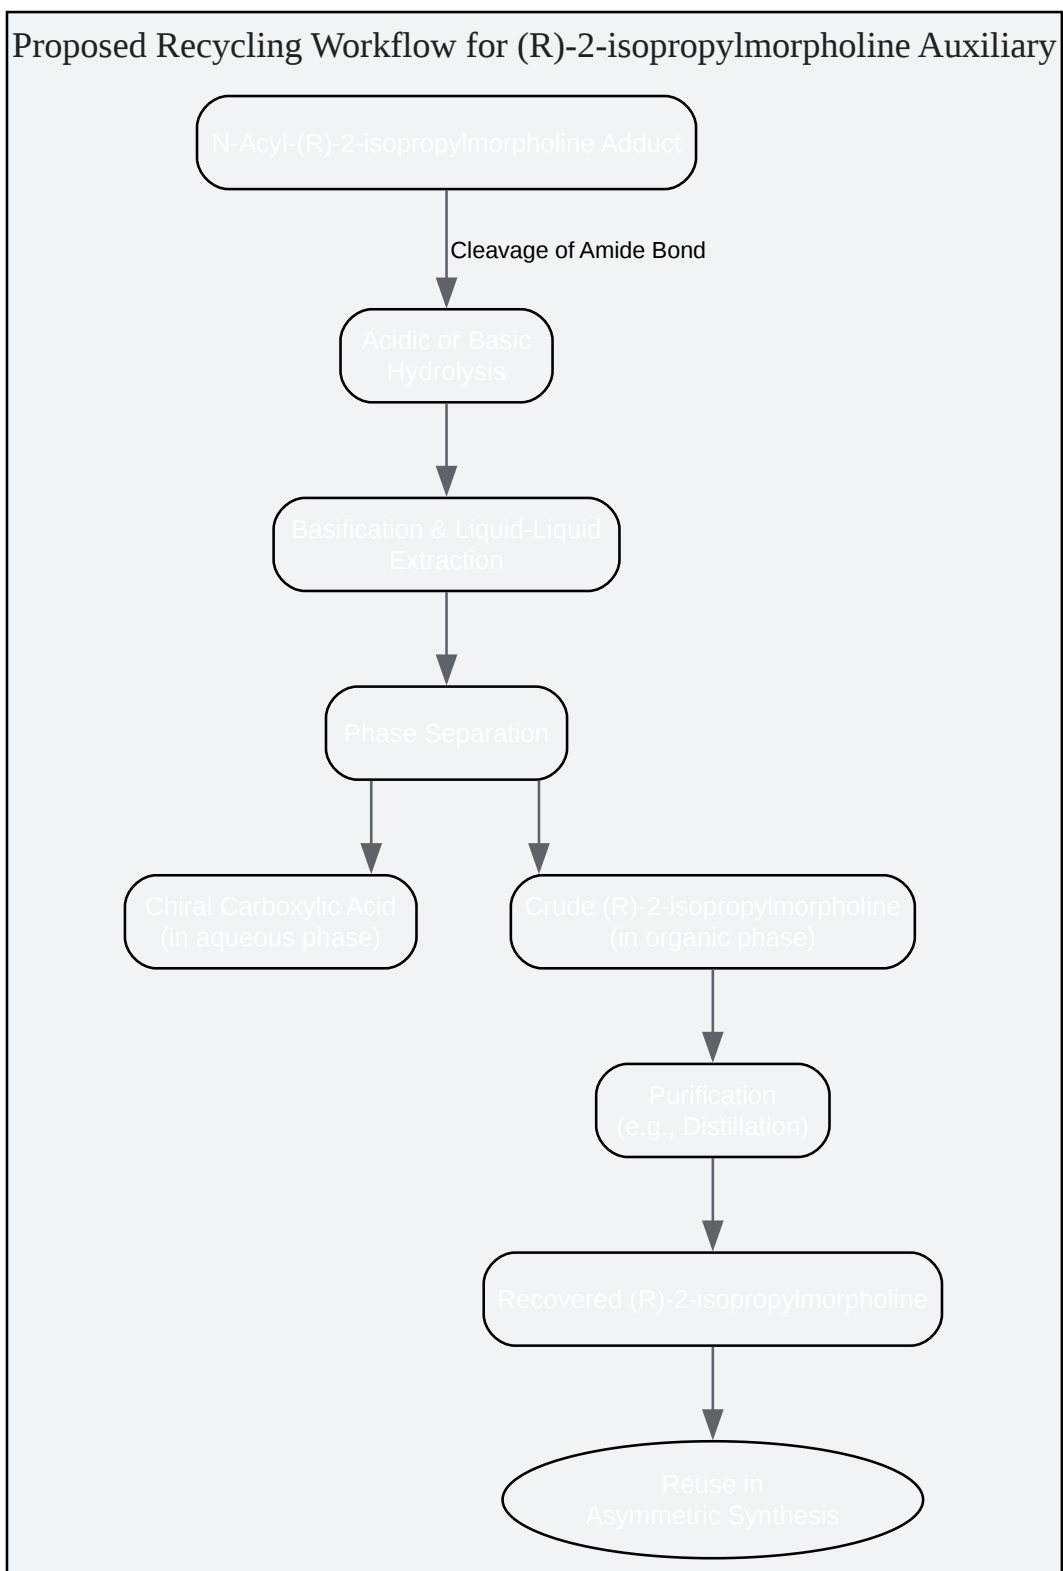 Proposed Recycling Workflow for (R)-2-isopropylmorpholine Auxiliary
N-Acyl-(R)-2-isopropylmorpholine Adduct
Cleavage of Amide Bond
Acidic or Basic
Hydrolysis
Basification & Liquid-Liquid
Extraction
Phase Separation
Chiral Carboxylic Acid
(in aqueous phase)
Crude (R)-2-isopropylmorpholine
(in organic phase)
Purification
(e.g., Distillation)
Recovered (R)-2-isopropylmorpholine
Reuse in
Asymmetric Synthesis